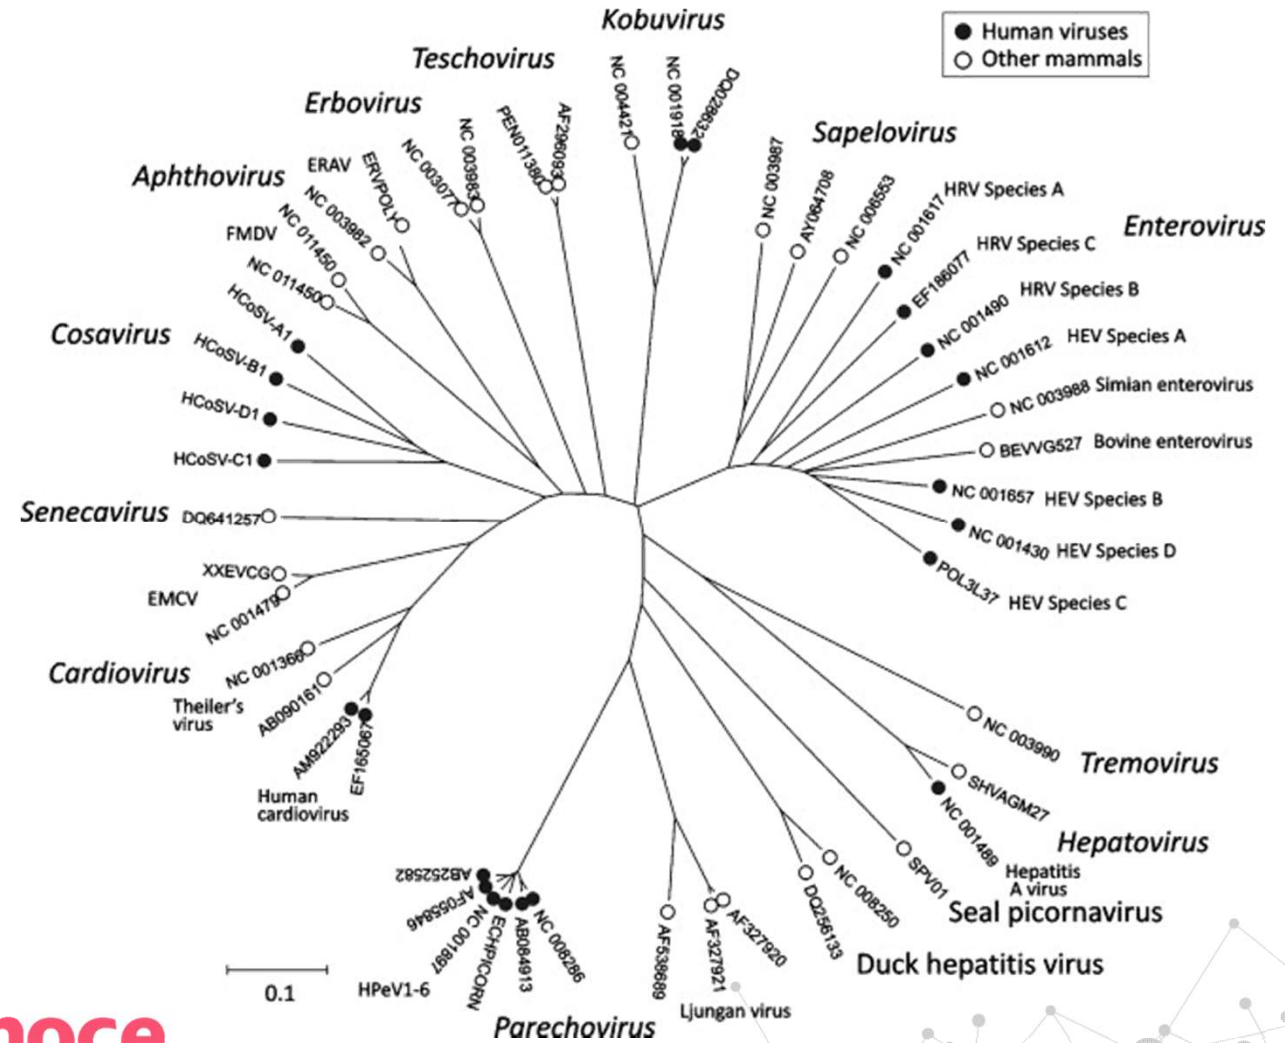 Kobuvirus
Human viruses
Other mammals
Teschovirus
NC 004421
NC 001918
DQ028632
Erbovirus
PEN011380
AF296093
Sapelovirus
NC 003077
NC 003983
NC 003987
AY064708
NC 006553
Aphthovirus
ERAV
ERVPOLY
NC 003982
NC 001617
HRV Species A
Enterovirus
FMDV
NC 011450
NC 011450
EF186077
HRV Species C
NC 001490
HRV Species B
Cosavirus
HCoSV-A1
HCoSV-B1
HCoSV-D1
HCoSV-C1
NC 001612
HEV Species A
NC 003988
Simian enterovirus
BEVVG527
Bovine enterovirus
NC 001657
HEV Species B
Senecavirus
DQ641257
NC 001430
HEV Species D
POL3L37
HEV Species C
XXEVCG
EMCV
NC 001479
Cardiovirus
NC 001366
Theiler's
virus
AB090161
AM922293
EF165067
Human
cardiovirus
NC 003990
Tremovirus
SHVAGM27
NC 001489
Hepatovirus
Hepatitis
A virus
SPV01
Seal picornavirus
NC 008250
DQ256133
Duck hepatitis virus
AB252582
AF055846
NC 001897
ECHPICORN
AB084913
NC 008286
HPeV1-6
AF538689
AF327921
AF327920
Ljungan virus
Parechovirus
0.1